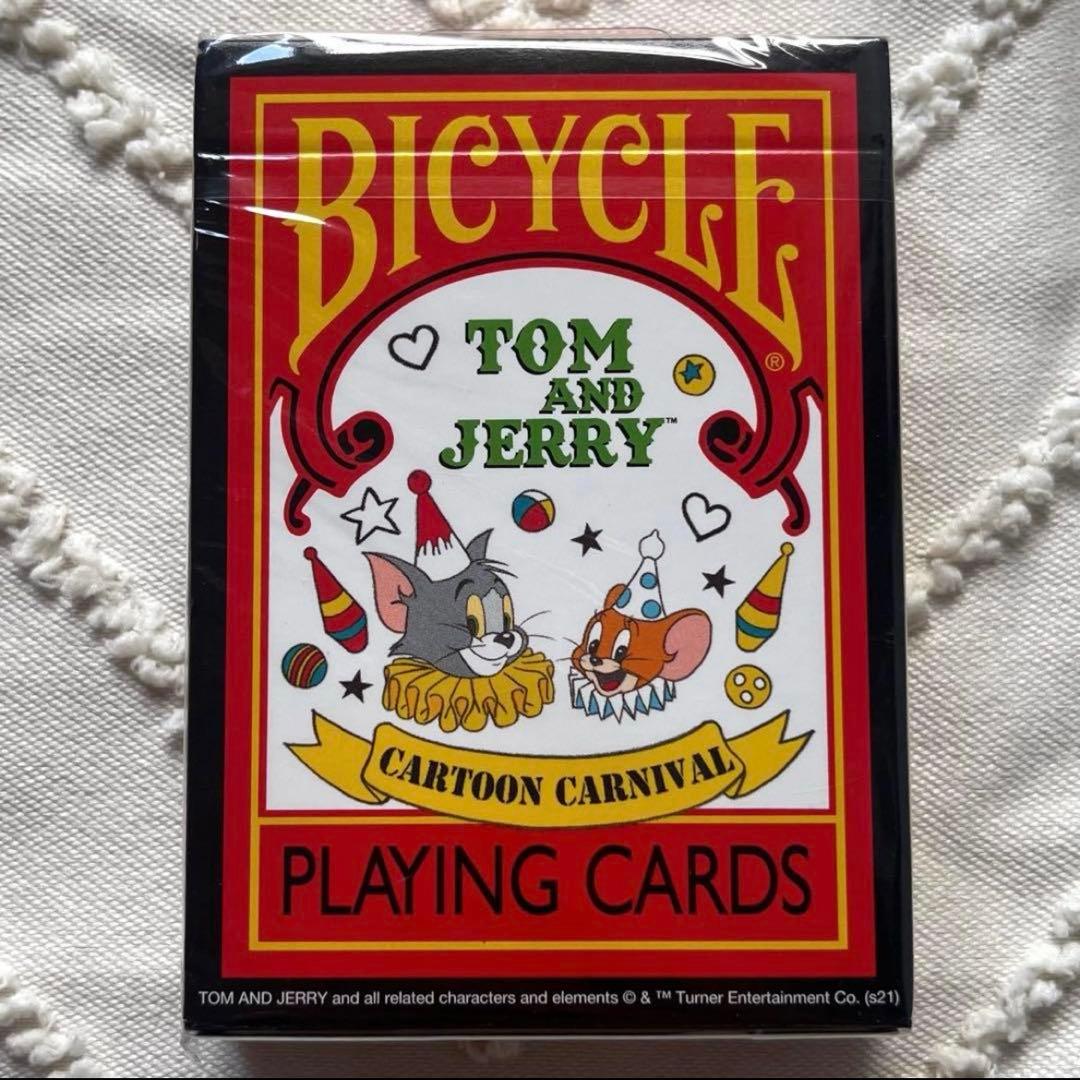 BICYCLE
®
TOM
AND
JERRY™
CARTOON CARNIVAL
PLAYING CARDS
TOM AND JERRY and all related characters and elements © & ™ Turner Entertainment Co. (s21)